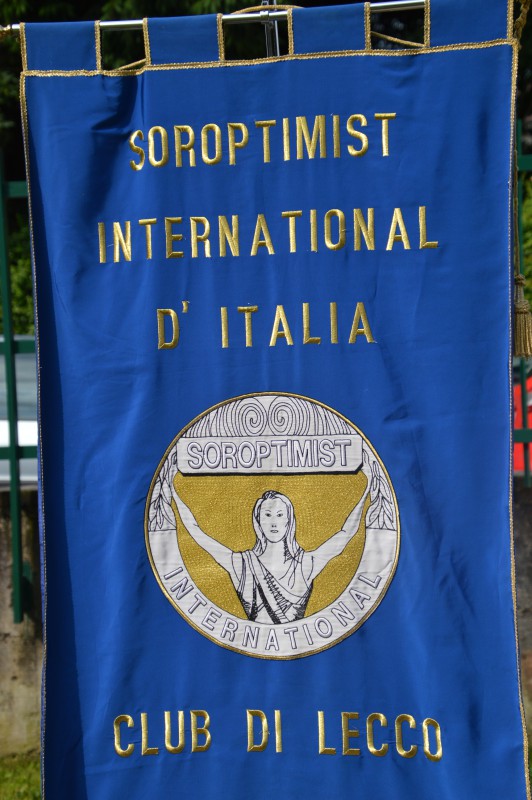 SOROPTIMIST
INTERNATIONAL
D' ITALIA
SOROPTIMIST
INTERNATIONAL
CLUB DI LECCO